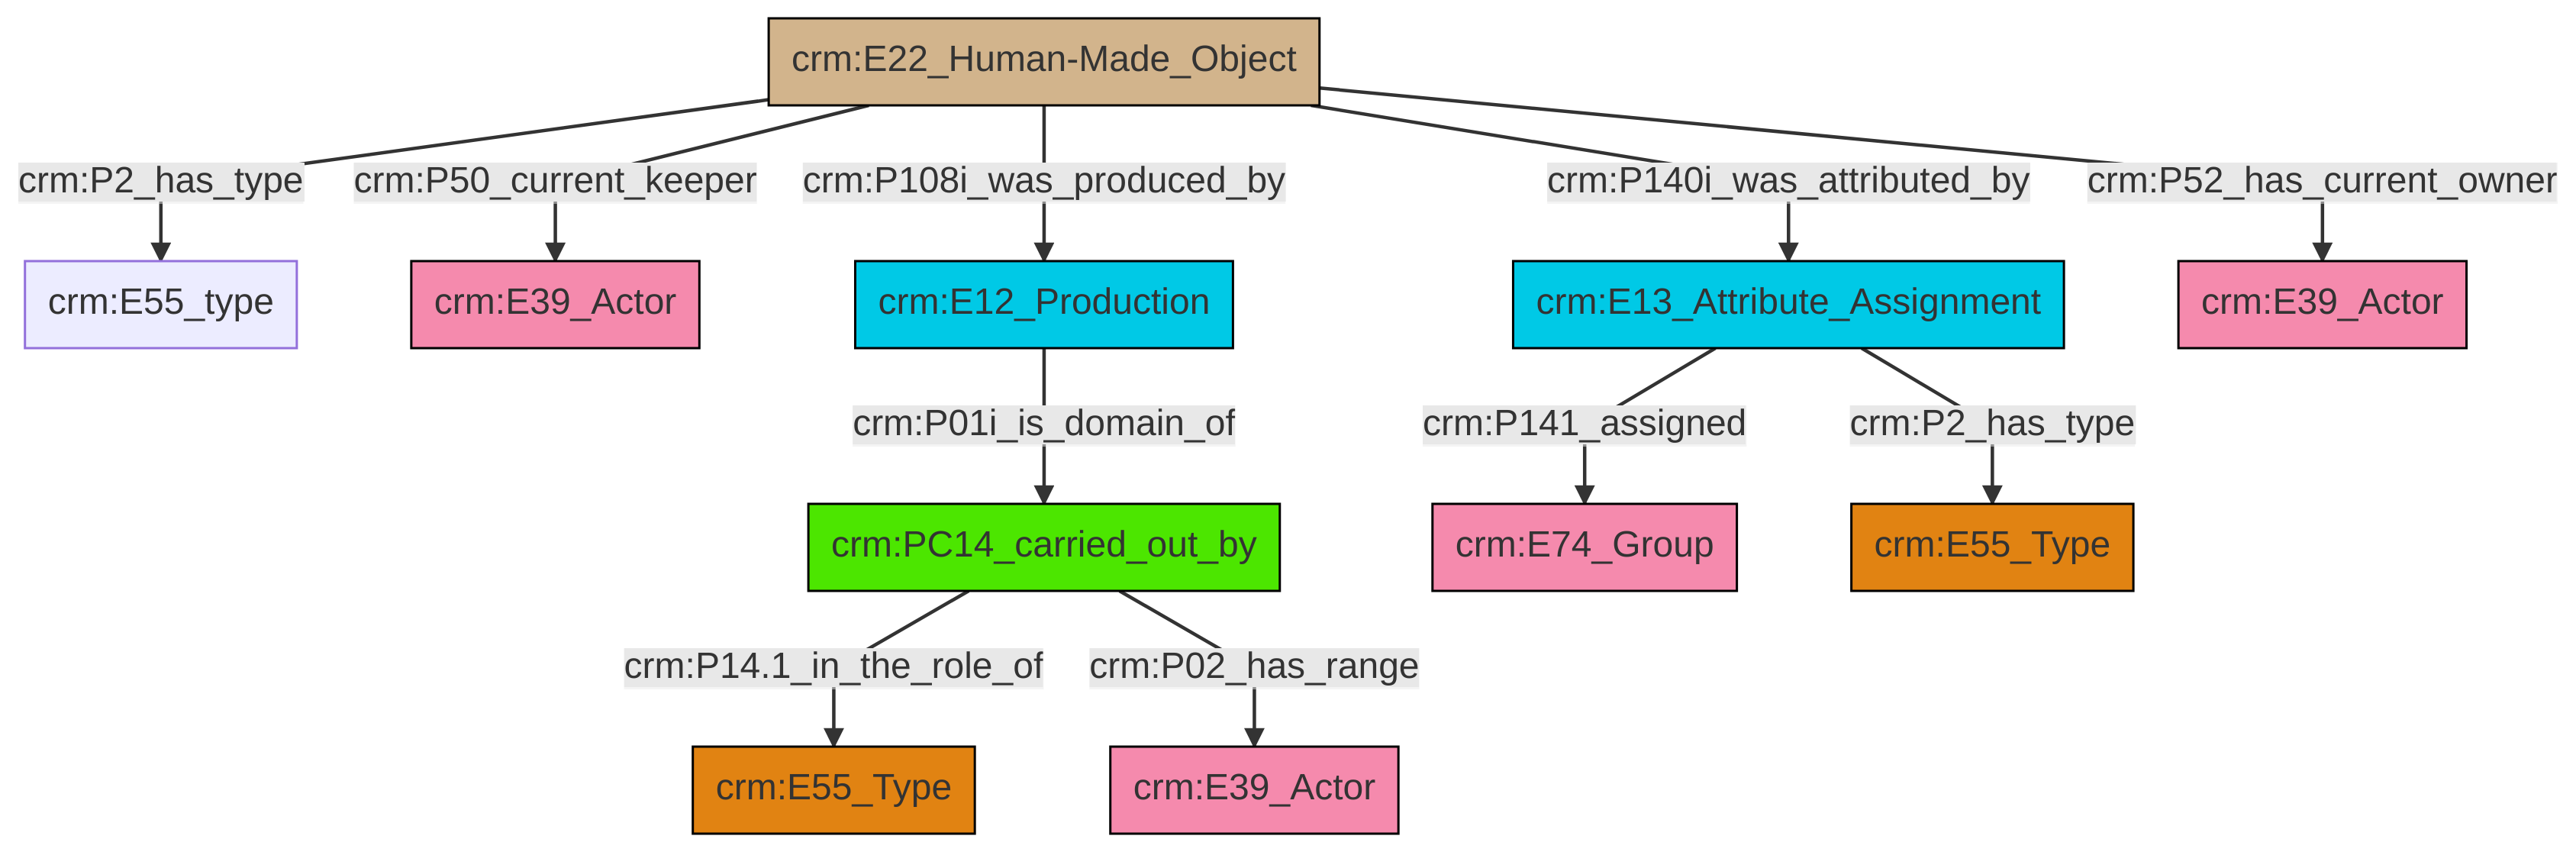 crm:E22_Human-Made_Object
crm:P2_has_type
crm:P50_current_keeper
crm:P108i_was_produced_by
crm:P140i_was_attributed_by
crm:P52_has_current_owner
crm:E55_type
crm:E39_Actor
crm:E12_Production
crm:E13_Attribute_Assignment
crm:E39_Actor
crm:P01i_is_domain_of
crm:P141_assigned
crm:P2_has_type
crm:PC14_carried_out_by
crm:E74_Group
crm:E55_Type
crm:P14.1_in_the_role_of
crm:P02_has_range
crm:E55_Type
crm:E39_Actor